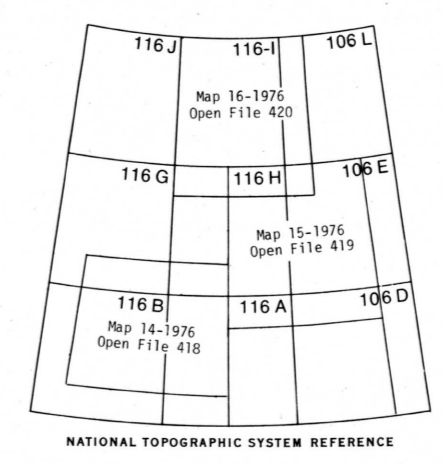 116 J 116-I 106 L
Map 16-1976
Open File 420
116 G 116 H 106 E
Map 15-1976
Open File 419
116 B 116 A 106 D
Map 14-1976
Open File 418
NATIONAL TOPOGRAPHIC SYSTEM REFERENCE